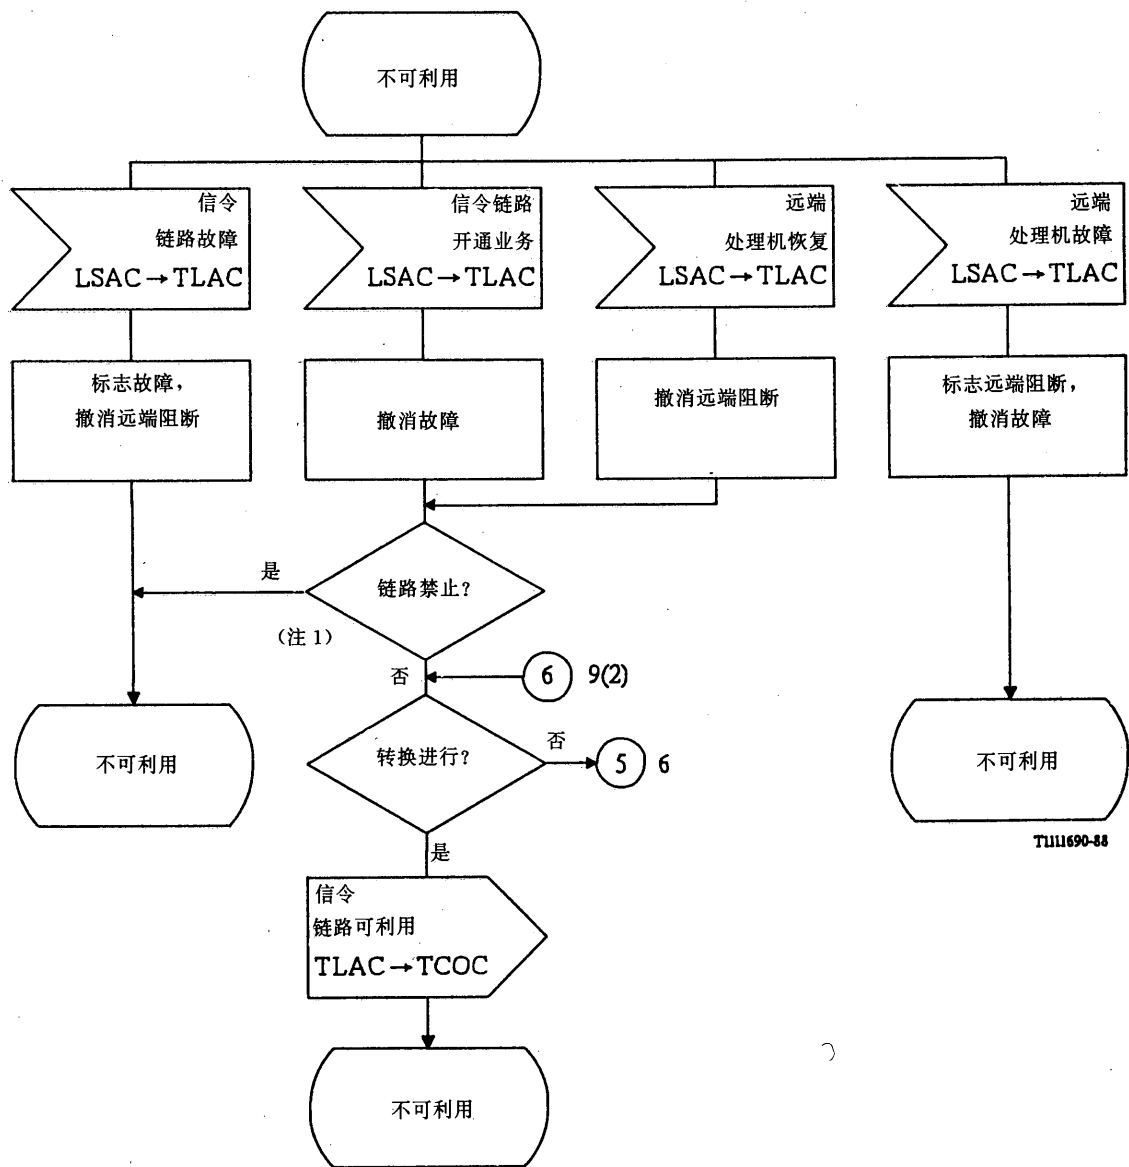 不可利用
信令
链路故障
LSAC→TLAC
信令链路
开通业务
LSAC→TLAC
远端
处理机恢复
LSAC→TLAC
远端
处理机故障
LSAC→TLAC
标志故障，
撤消远端阻断
撤消故障
撤消远端阻断
标志远端阻断，
撤消故障
是
链路禁止？
（注 1）
否
6 9(2)
转换进行？
否
5 6
不可利用
不可利用
T1111690-88
是
信令
链路可利用
TLAC→TCOC
不可利用